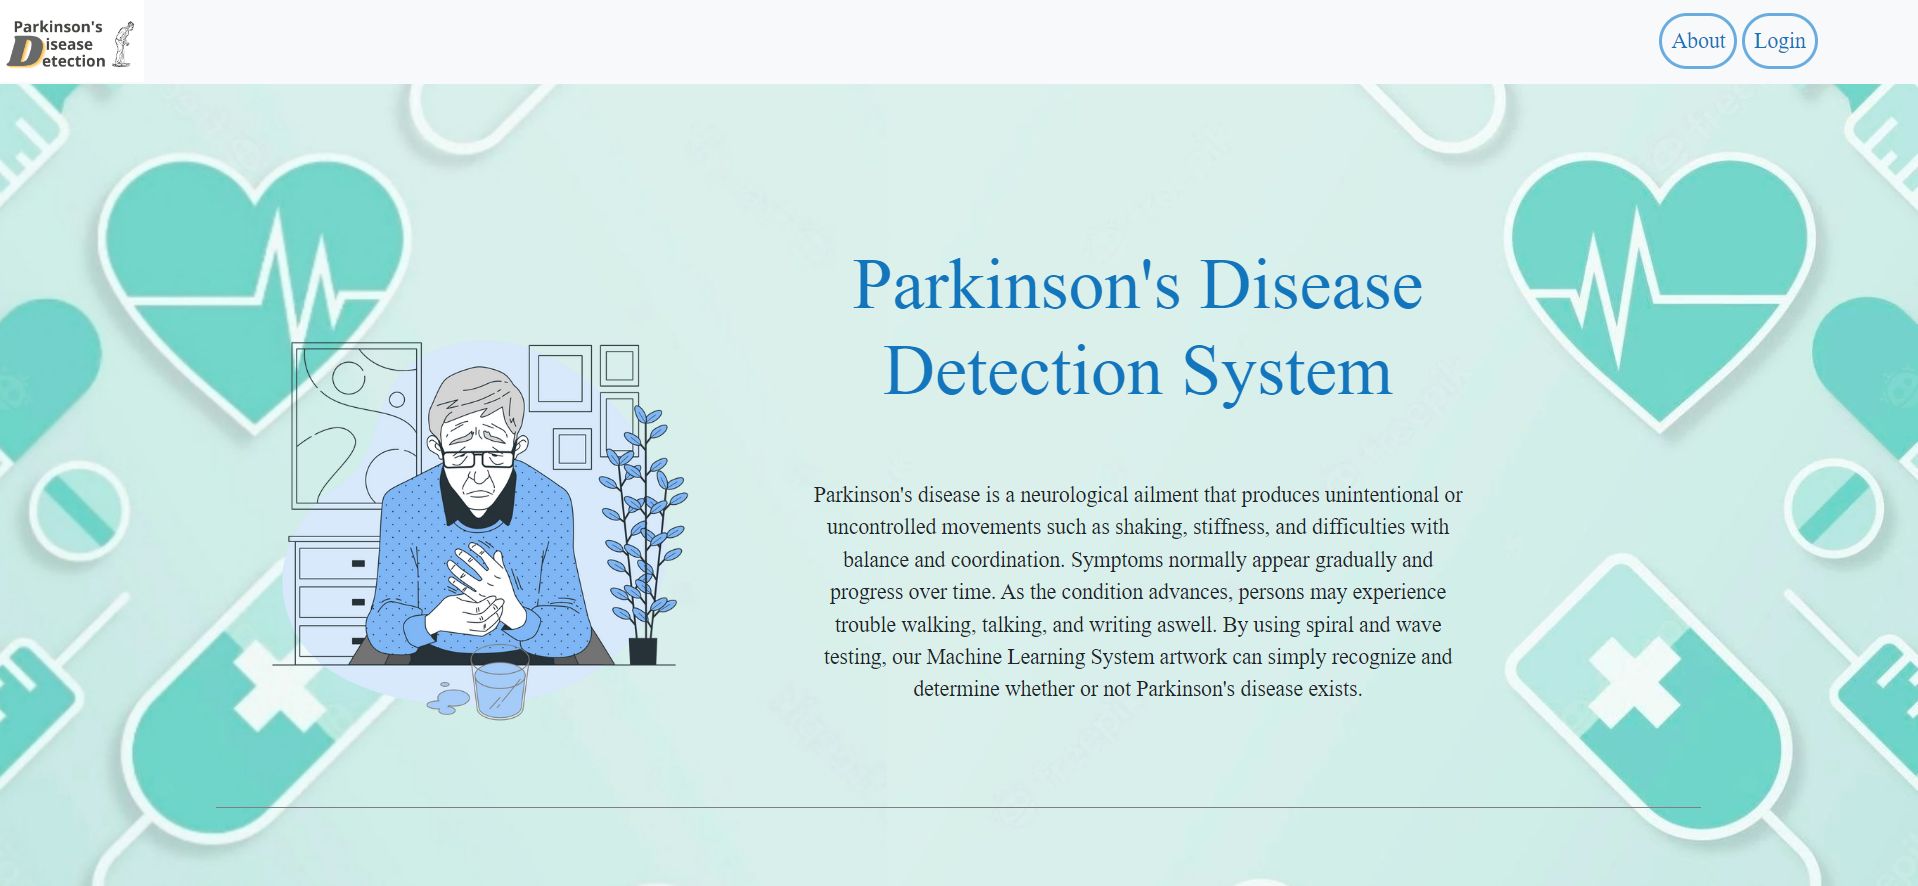 Parkinson's
Disease
Detection
About
Login
Parkinson's Disease
Detection System
Parkinson's disease is a neurological ailment that produces unintentional or
uncontrolled movements such as shaking, stiffness, and difficulties with
balance and coordination. Symptoms normally appear gradually and
progress over time. As the condition advances, persons may experience
trouble walking, talking, and writing aswell. By using spiral and wave
testing, our Machine Learning System artwork can simply recognize and
determine whether or not Parkinson's disease exists.